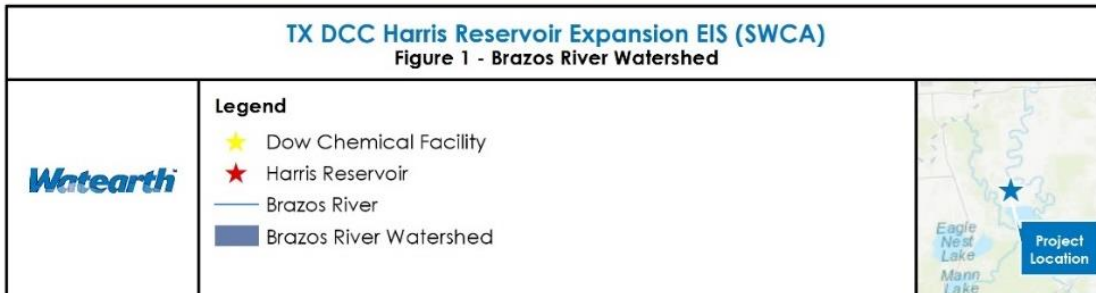 TX DCC Harris Reservoir Expansion EIS (SWCA)
Figure 1 - Brazos River Watershed
Watearth
Legend
Dow Chemical Facility
Harris Reservoir
Brazos River
Brazos River Watershed
Eagle
Nest
Lake
Mann
Lake
Project
Location